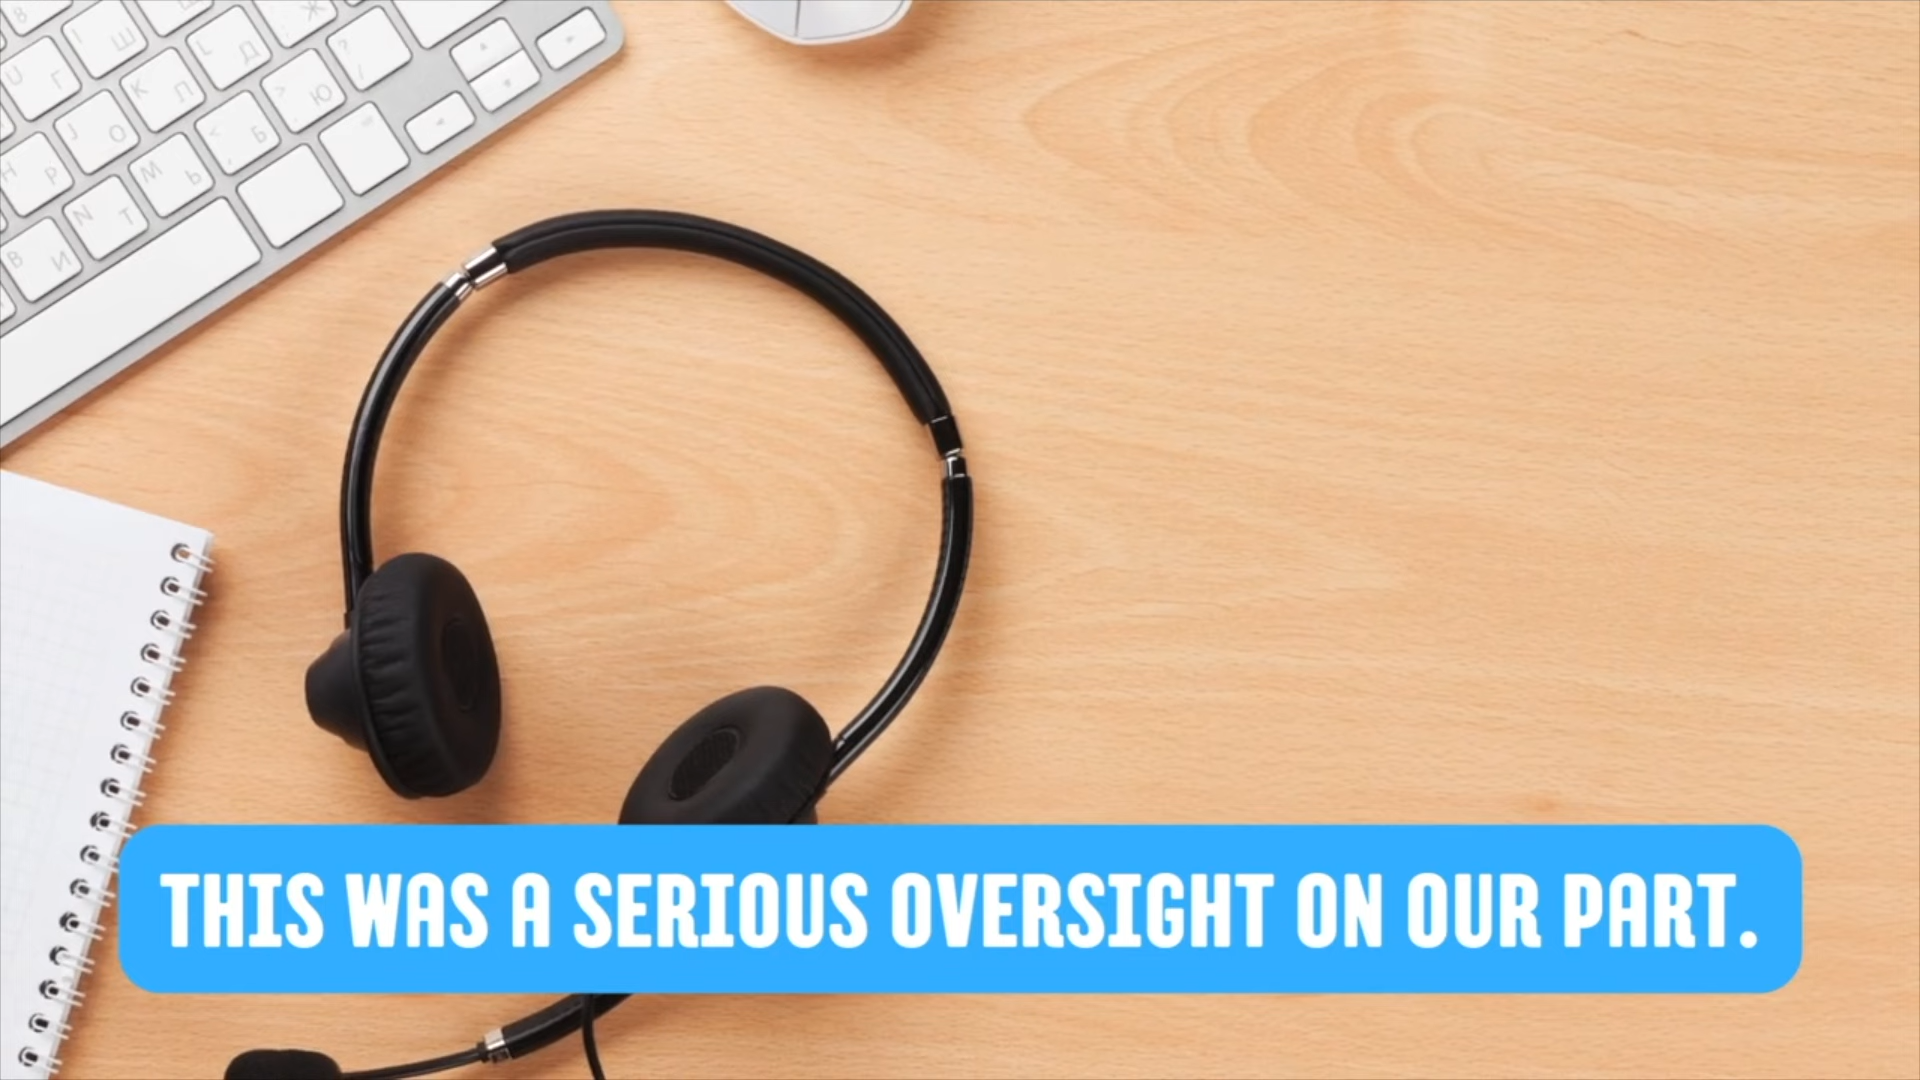 B
I Ш
L Д
Ж
? /
U Г
K Л
> Ю
J О
< , Б
H Р
M Ь
N Т
B И
THIS WAS A SERIOUS OVERSIGHT ON OUR PART.